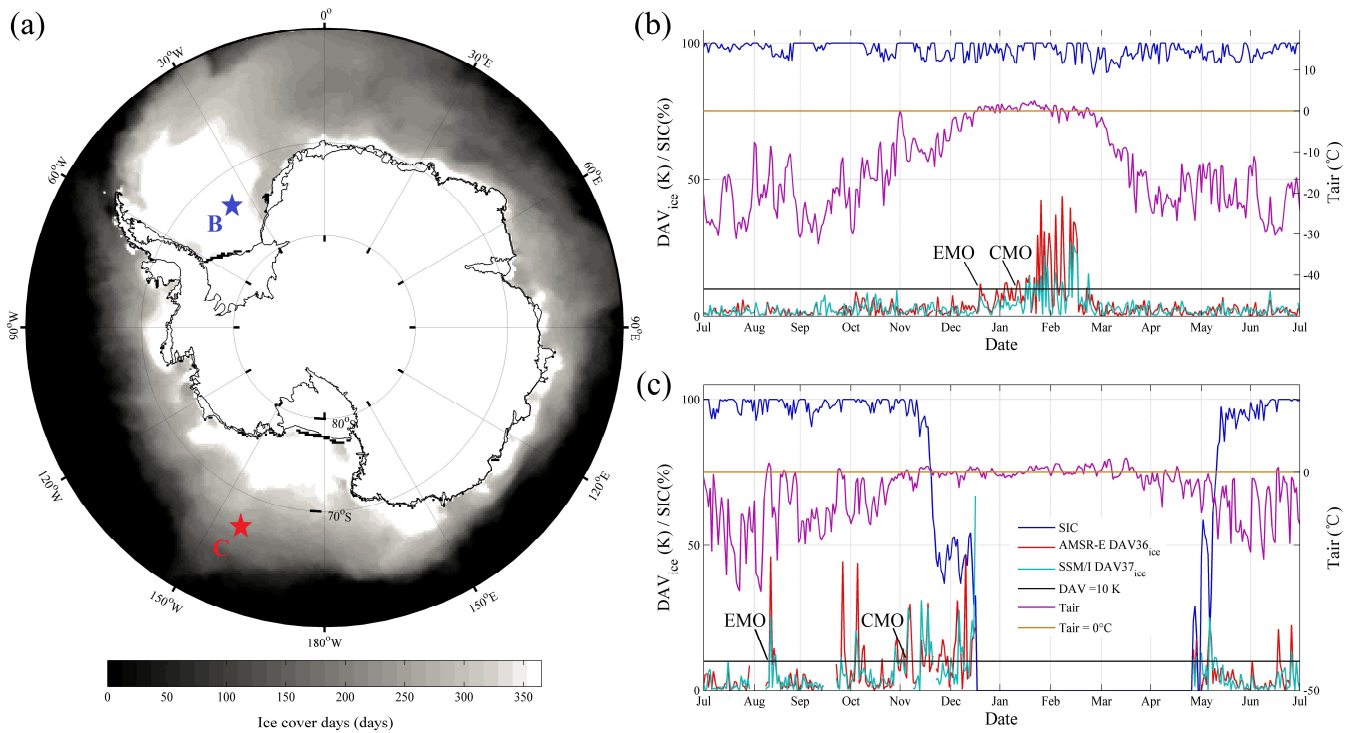 (a)
0°
30°W
30°E
60°W
60°E
B
90°W
90°E
80°S
120°W
120°E
70°S
C
150°W
150°E
180°W
0 50 100 150 200 250 300 350
Ice cover days (days)
(b)
DAVice (K) / SIC(%)
100
50
0
10
0
-10
-20
-30
-40
Tair (℃)
EMO
CMO
Jul Aug Sep Oct Nov Dec Jan Feb Mar Apr May Jun Jul
Date
(c)
DAVice (K) / SIC(%)
100
50
0
0
-50
Tair (℃)
SIC
AMSR-E DAV36ice
SSM/I DAV37ice
DAV =10 K
Tair
Tair = 0°C
EMO
CMO
Jul Aug Sep Oct Nov Dec Jan Feb Mar Apr May Jun Jul
Date